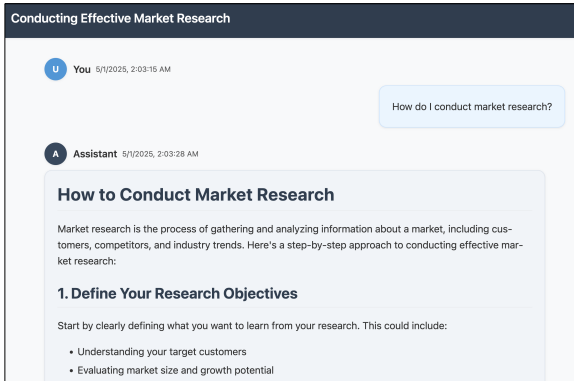 Conducting Effective Market Research
U You 5/1/2025, 2:03:15 AM
How do I conduct market research?
A Assistant 5/1/2025, 2:03:28 AM
How to Conduct Market Research
Market research is the process of gathering and analyzing information about a market, including cus-
tomers, competitors, and industry trends. Here's a step-by-step approach to conducting effective mar-
ket research:
1. Define Your Research Objectives
Start by clearly defining what you want to learn from your research. This could include:
• Understanding your target customers
• Evaluating market size and growth potential